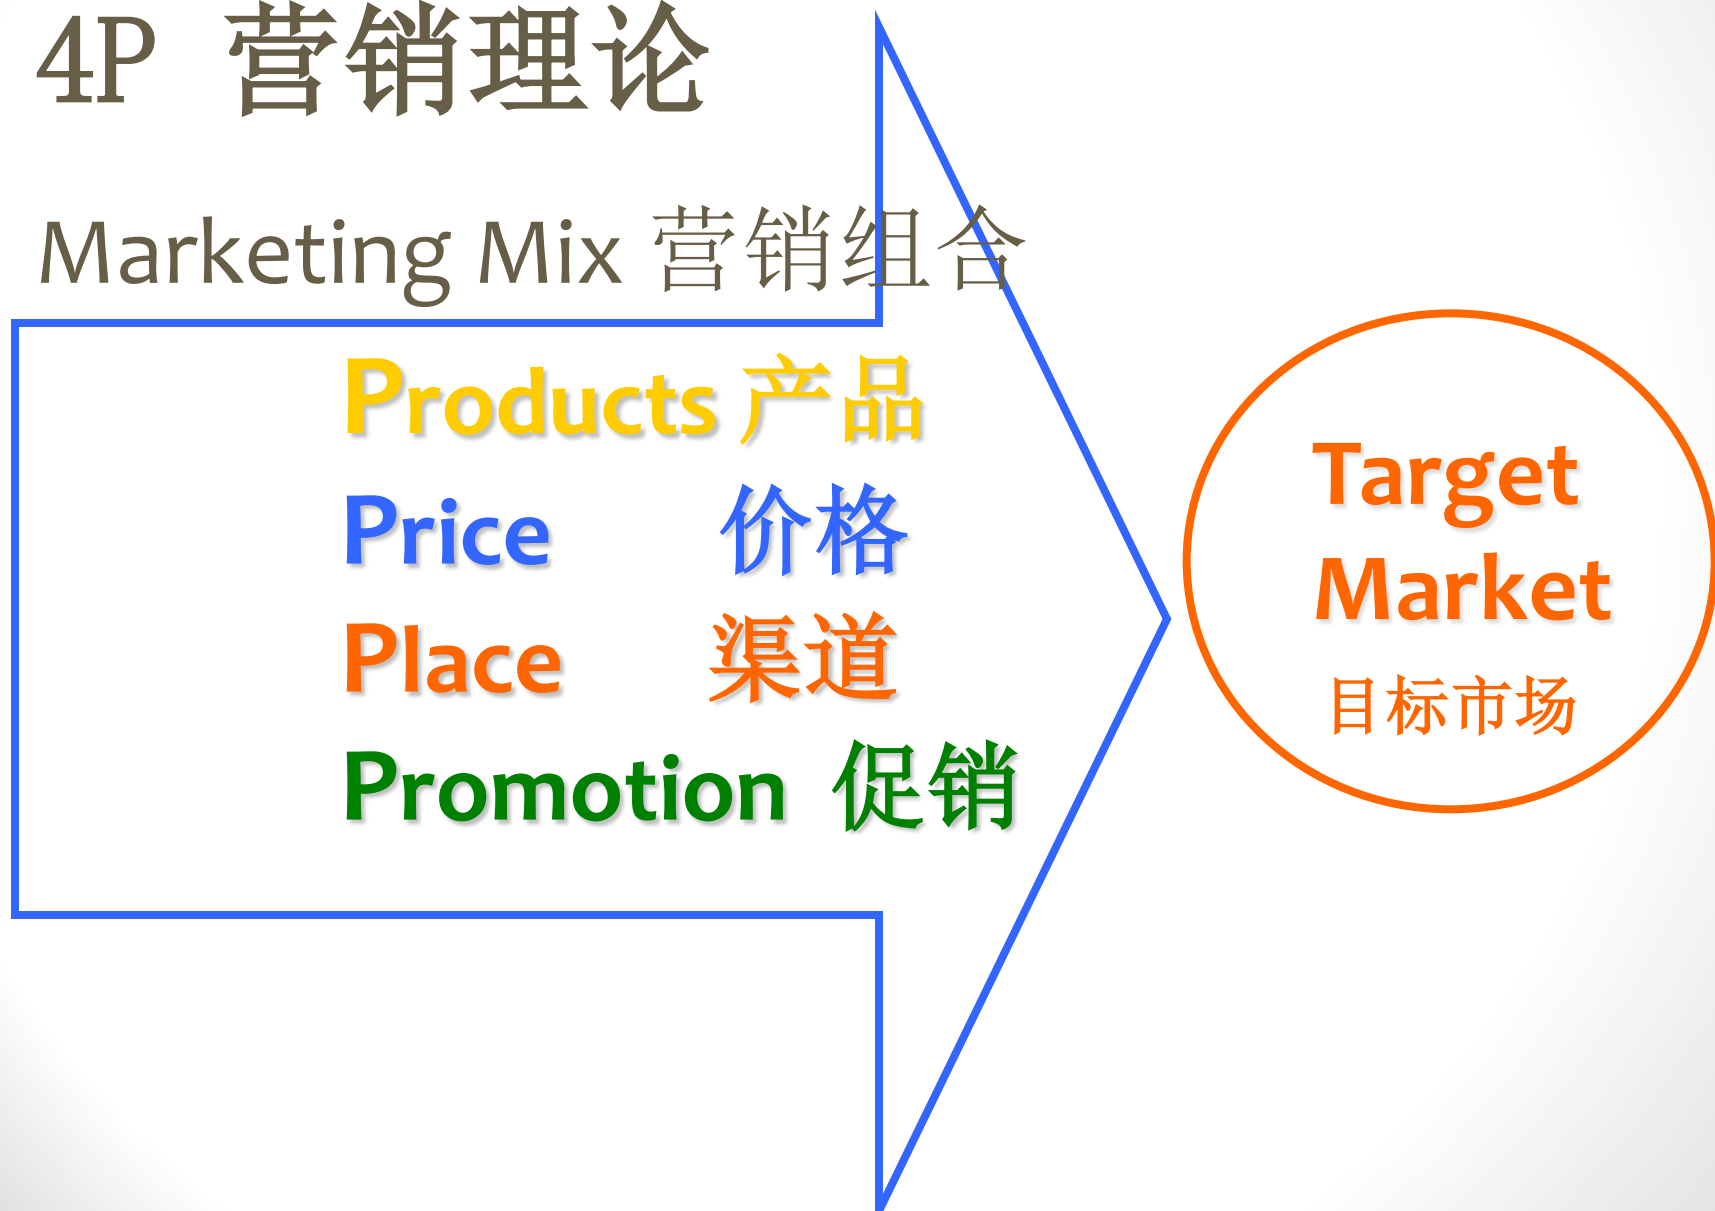 4P 营销理论
Marketing Mix 营销组合
Products 产品
Price 价格
Place 渠道
Promotion 促销
Target
Market
目标市场